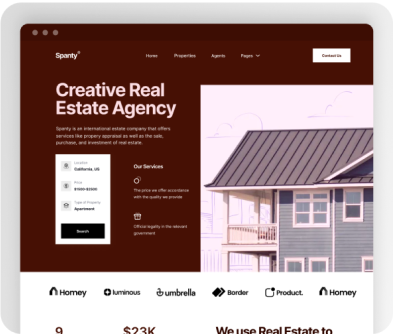 Spanty
Home
Properties
Agents
Pages
Contact Us
Creative Real
Estate Agency
Spanty is an international estate company that offers
services like propery appraisal as well as the sale,
purchase, and investment of real estate.
Location
California, US
Price
$1000-$2500
Type of Property
Apartment
Search
Our Services
The price we offer accordance
with the quality we provide
Official legality in the relevant
government
Homey
luminous
umbrella
Border
Product.
Homey
9
$23K
We use Real Estate to